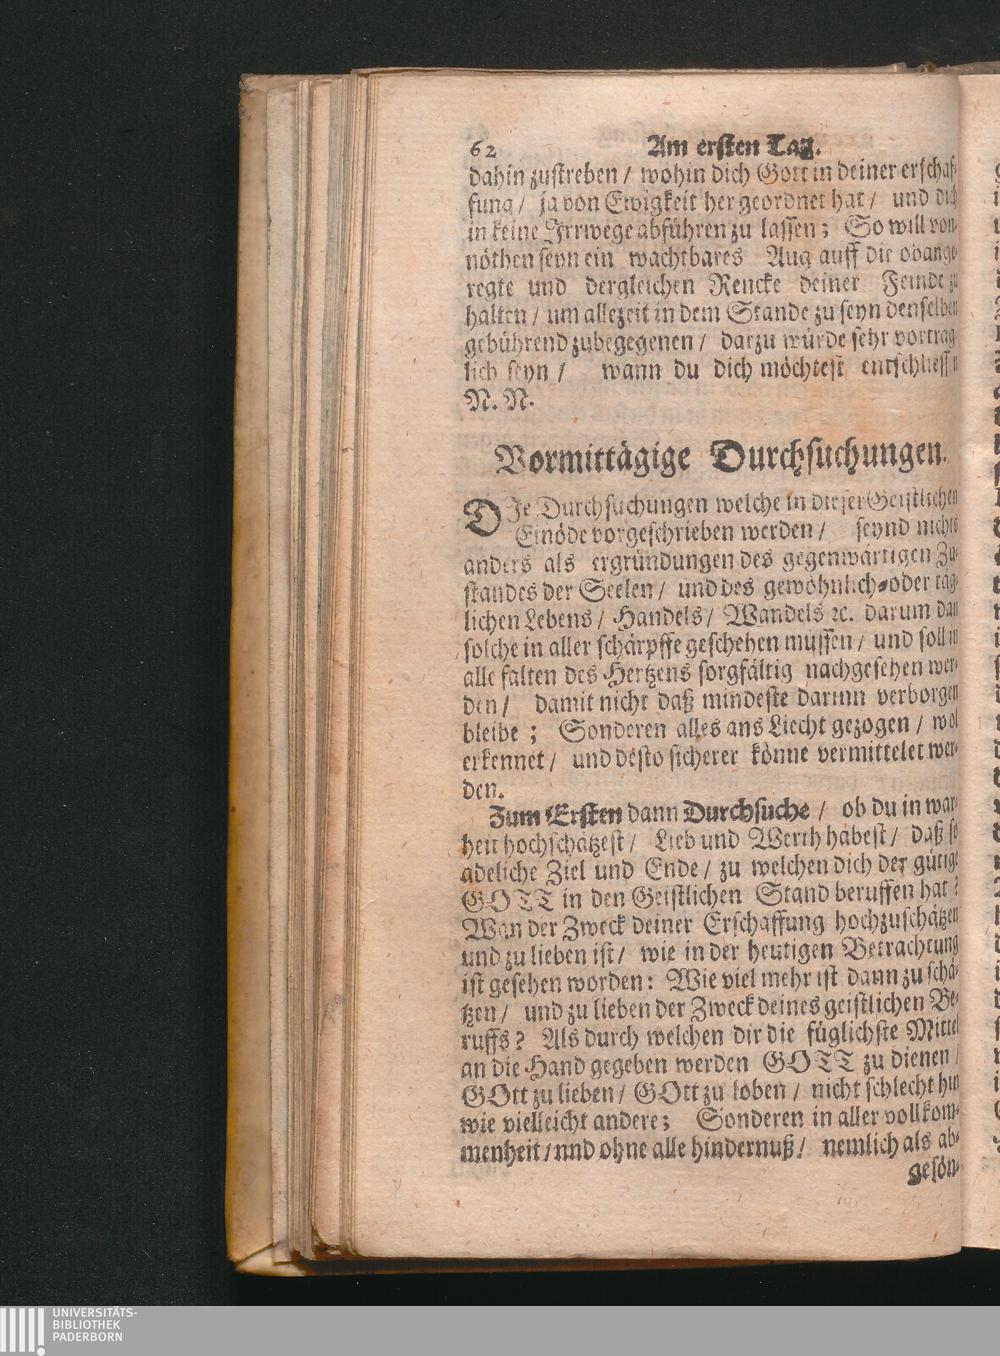 62 Am ersten Tag.
dahin zustreben / wohin dich Gott in deiner erschaf-
fung / ja von Ewigkeit her geordnet hat / und dich
in keine Irrwege abführen zu lassen; So will von-
nöthen seyn ein wachtbares Aug auff die obange-
regte und dergleichen Rencke deiner Feinde zu
halten / um allezeit in dem Stande zu seyn denselben
gebührend zubegegenen / darzu würde sehr vorträg-
lich seyn / wann du dich möchtest entschliessen
N. N.
Vormittägige Durchsuchungen.
DIe Durchsuchungen welche in dieser Geistlichen
Einöde vorgeschrieben werden / seynd nichts
anders als ergründungen des gegenwärtigen Zu-
standes der Seelen / und des gewöhnlich-oder täg-
lichen Lebens / Handels / Wandels ꝛc. darum dan
solche in aller schärpffe geschehen müssen / und soll in
alle falten des Hertzens sorgfältig nachgesehen wer-
den / damit nicht daß mindeste darinn verborgen
bleibe ; Sonderen alles ans Liecht gezogen / wol
erkennet / und desto sicherer könne vermittelet wer-
den.
Zum Ersten dann Durchsuche / ob du in war-
heit hochschätzest / Lieb und Werth habest / daß so
adeliche Ziel und Ende / zu welchen dich der gütige
GOTT in den Geistlichen Stand beruffen hat?
Wan der Zweck deiner Erschaffung hochzuschätzen
und zu lieben ist / wie in der heutigen Betrachtung
ist gesehen worden: Wie viel mehr ist dann zu schä-
tzen / und zu lieben der Zweck deines geistlichen Be-
ruffs? Als durch welchen dir die füglichste Mittel
an die Hand gegeben werden GOTT zu dienen /
GOtt zu lieben / GOtt zu loben / nicht schlecht hin
wie vielleicht andere; Sonderen in aller vollkom-
menheit / nnd ohne alle hindernuß / nemlich als ab-
gesön-
UNIVERSITÄTS-
BIBLIOTHEK
PADERBORN